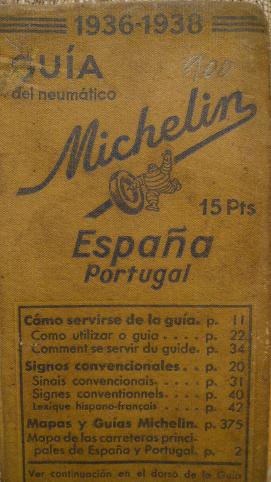 1936-1938
GUÍA
del neumático
900
Michelin
15 Pts
España
Portugal
Cómo servirse de la guía. p. 11
Como utilizar o guia . . . . p. 22
Comment se servir du guide. p. 34
Signos convencionales. . . p. 20
Sinais convencionais. . . . p. 31
Signes conventionnels. . . p. 40
Lexique hispano-français . . p. 42
Mapas y Guías Michelin. p. 375
Mapa de las carreteras princi-
pales de España y Portugal. p. 2
Ver continuación en el dorso de la Guía